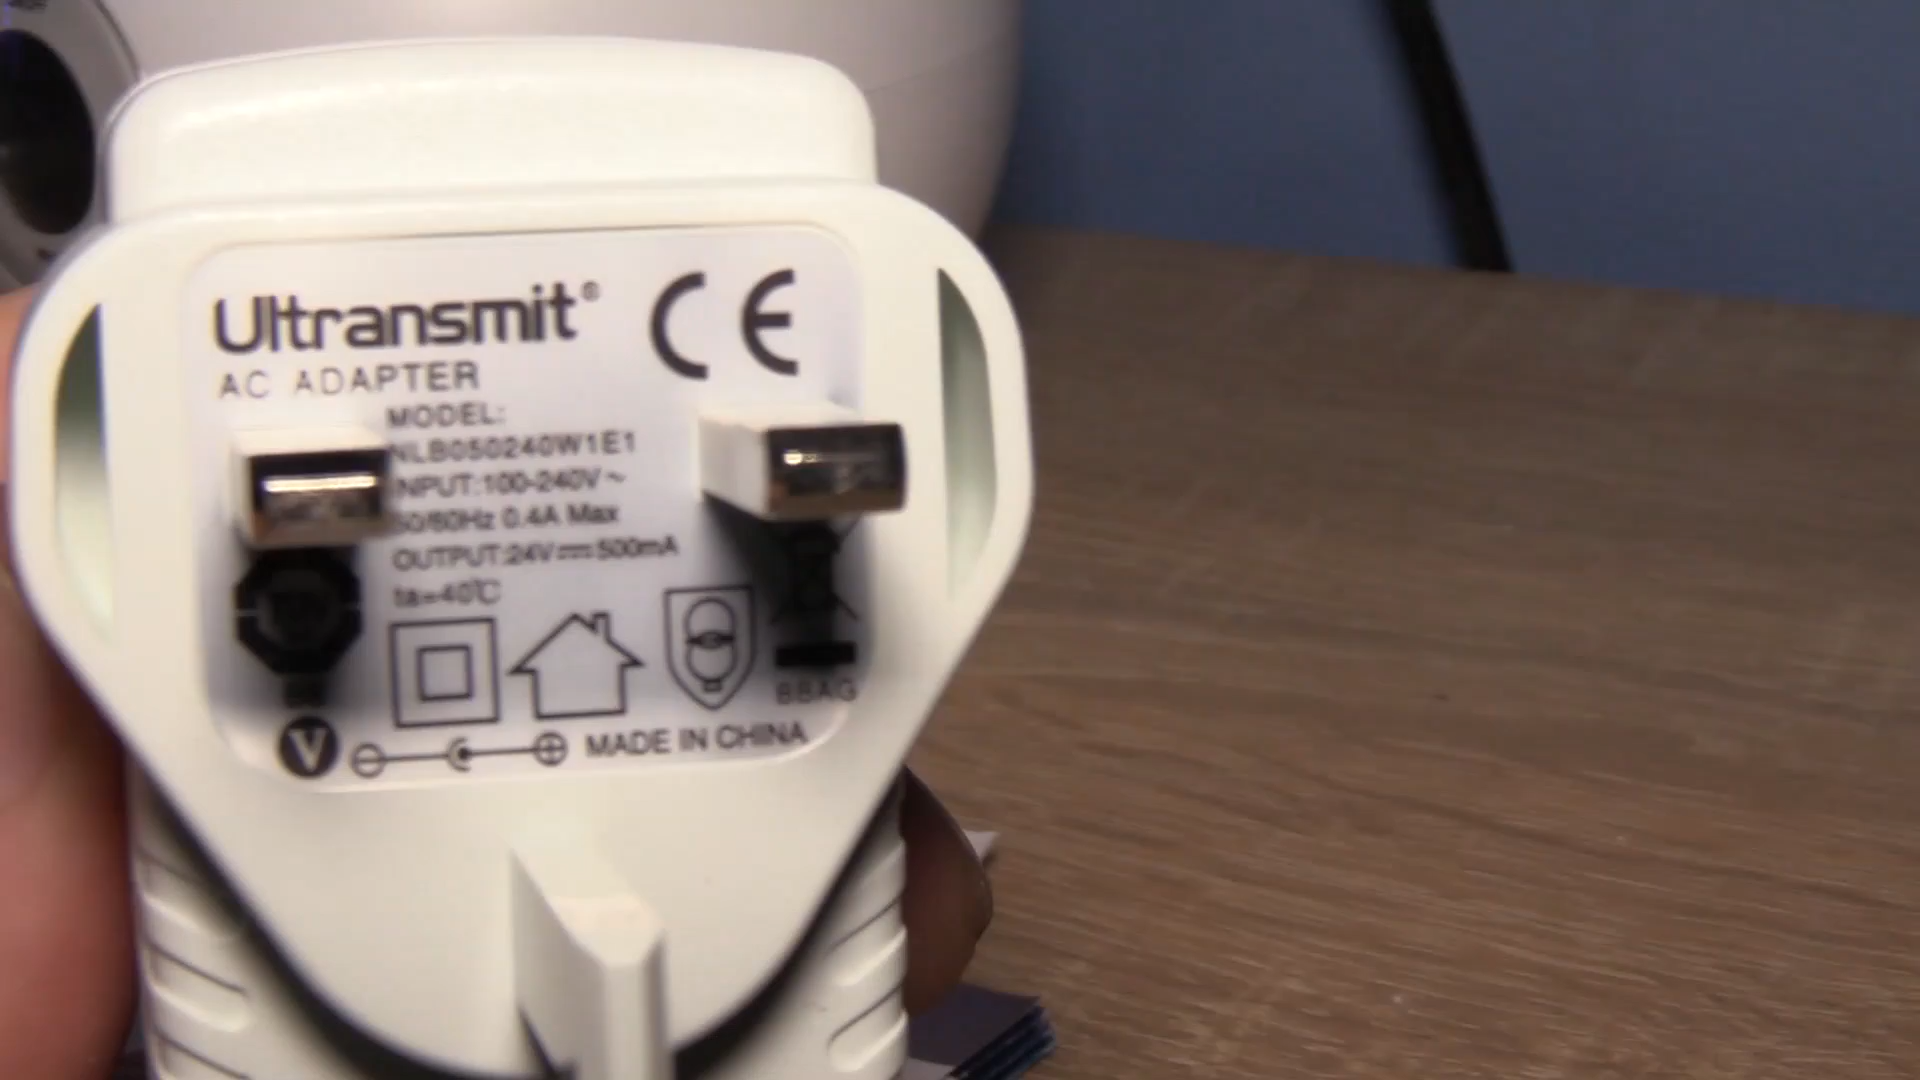 Ultransmit®
CE
AC ADAPTER
MODEL:
NLB050240W1E1
INPUT:100-240V~
50/60Hz 0.4A Max
OUTPUT:24V⎓500mA
ta=40℃
BBAG
V
MADE IN CHINA